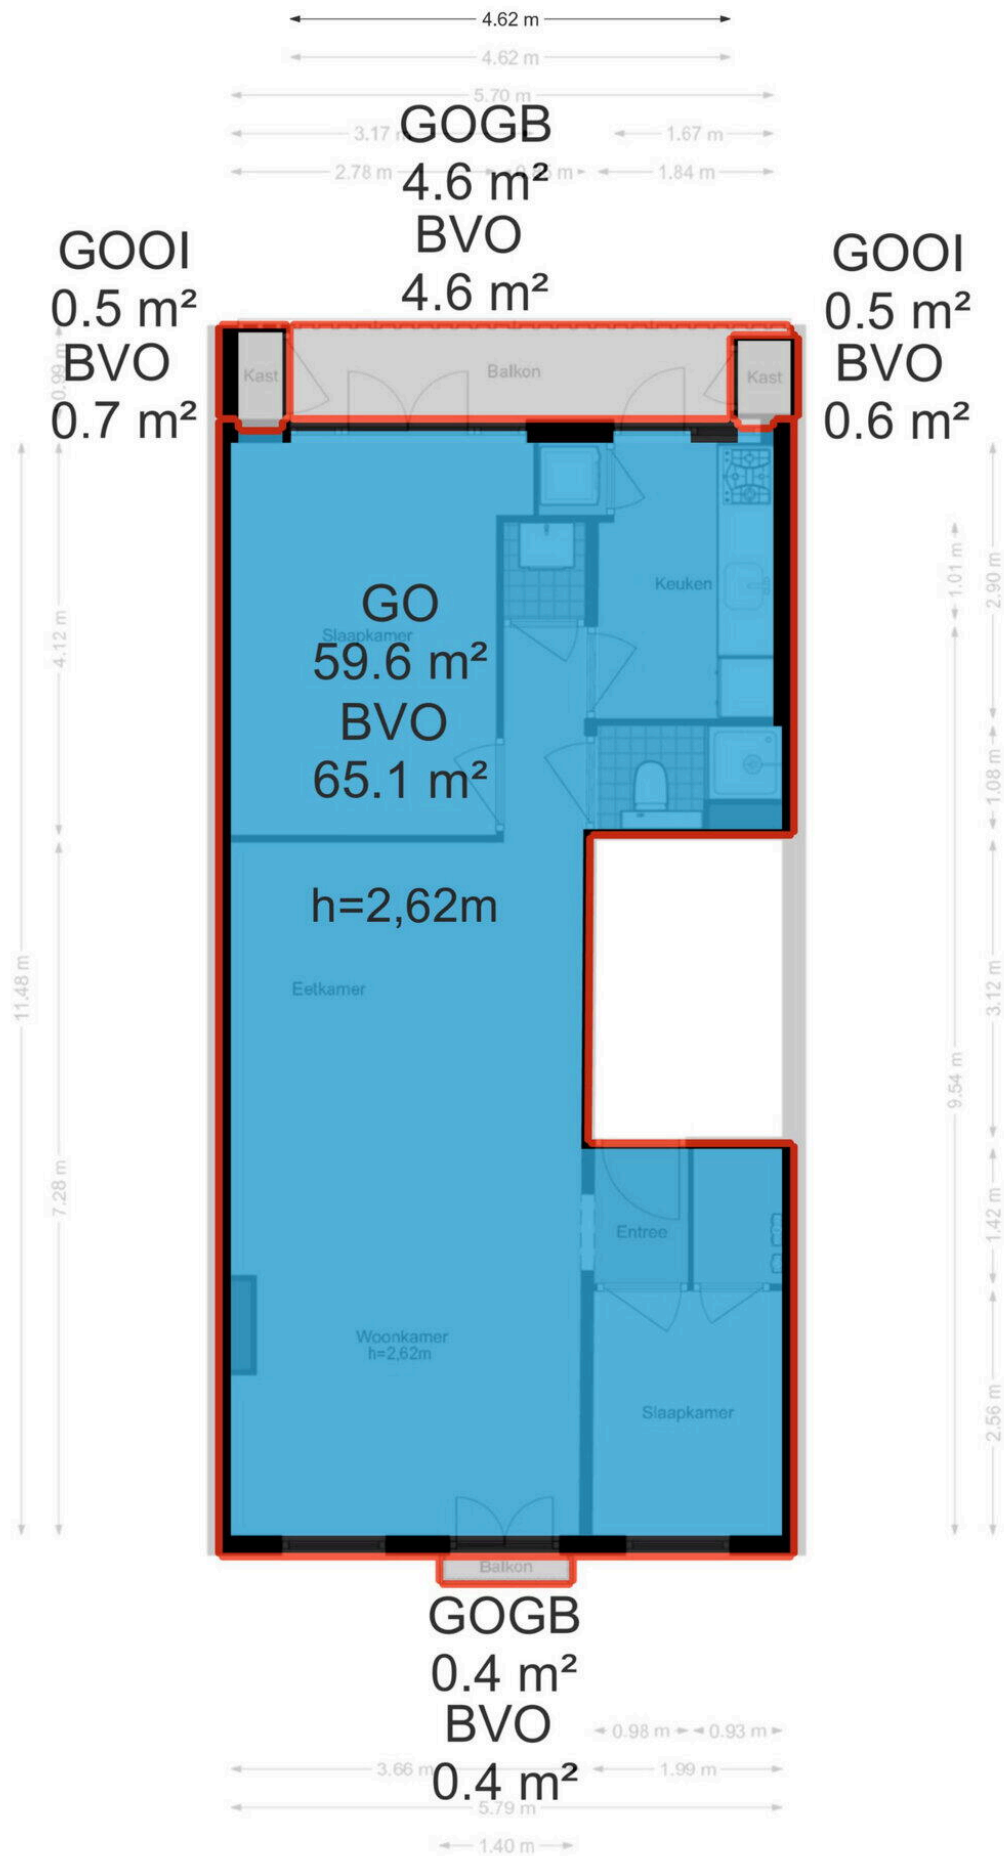 4.62 m
4.62 m
5.70 m
3.17 m
1.67 m
2.78 m
1.84 m
GOGB
4.6 m²
BVO
4.6 m²
GOOI
0.5 m²
BVO
0.7 m²
GOOI
0.5 m²
BVO
0.6 m²
0.99 m
Kast
Balkon
Kast
Keuken
GO
Slaapkamer
59.6 m²
BVO
65.1 m²
h=2,62m
Eetkamer
Entree
Woonkamer
h=2,62m
Slaapkamer
Balkon
4.12 m
11.48 m
7.28 m
1.01 m
2.90 m
1.08 m
3.12 m
9.54 m
1.42 m
2.56 m
GOGB
0.4 m²
BVO
0.4 m²
0.98 m
0.93 m
3.66 m
1.99 m
5.79 m
1.40 m